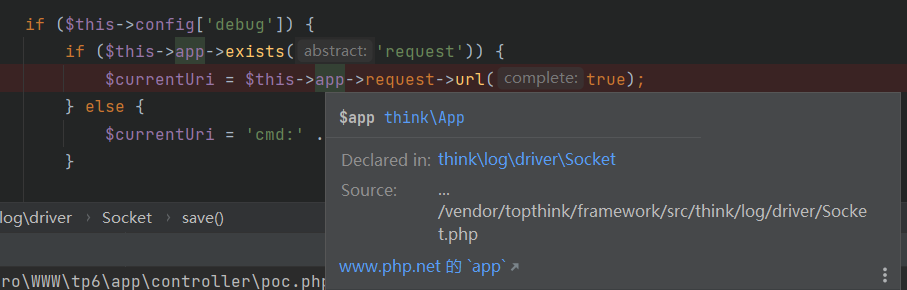 if ($this->config['debug']) {
if ($this->app->exists( abstract: 'request')) {
$currentUri = $this->app->request->url( complete: true);
} else {
$currentUri = 'cmd:' .
}
$app think\App
Declared in: think\log\driver\Socket
Source: ...
/vendor/topthink/framework/src/think/log/driver/Socke
t.php
www.php.net 的 `app` ↗
log\driver › Socket › save()
ro\WWW\tp6\app\controller\poc.php